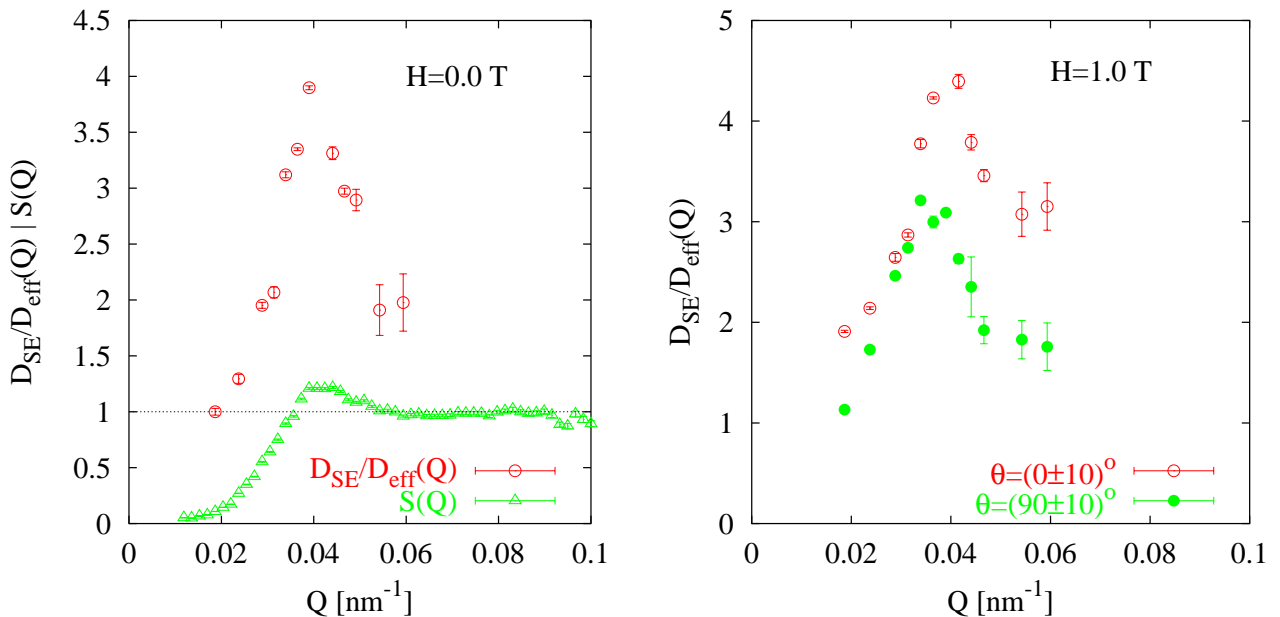 H=0.0 T
D_SE/D_eff(Q) | S(Q)
4.5
4
3.5
3
2.5
2
1.5
1
0.5
0
D_SE/D_eff(Q)
S(Q)
0
0.02
0.04
0.06
0.08
0.1
Q [nm^-1]
H=1.0 T
D_SE/D_eff(Q)
5
4
3
2
1
0
θ=(0±10)^o
θ=(90±10)^o
0
0.02
0.04
0.06
0.08
0.1
Q [nm^-1]